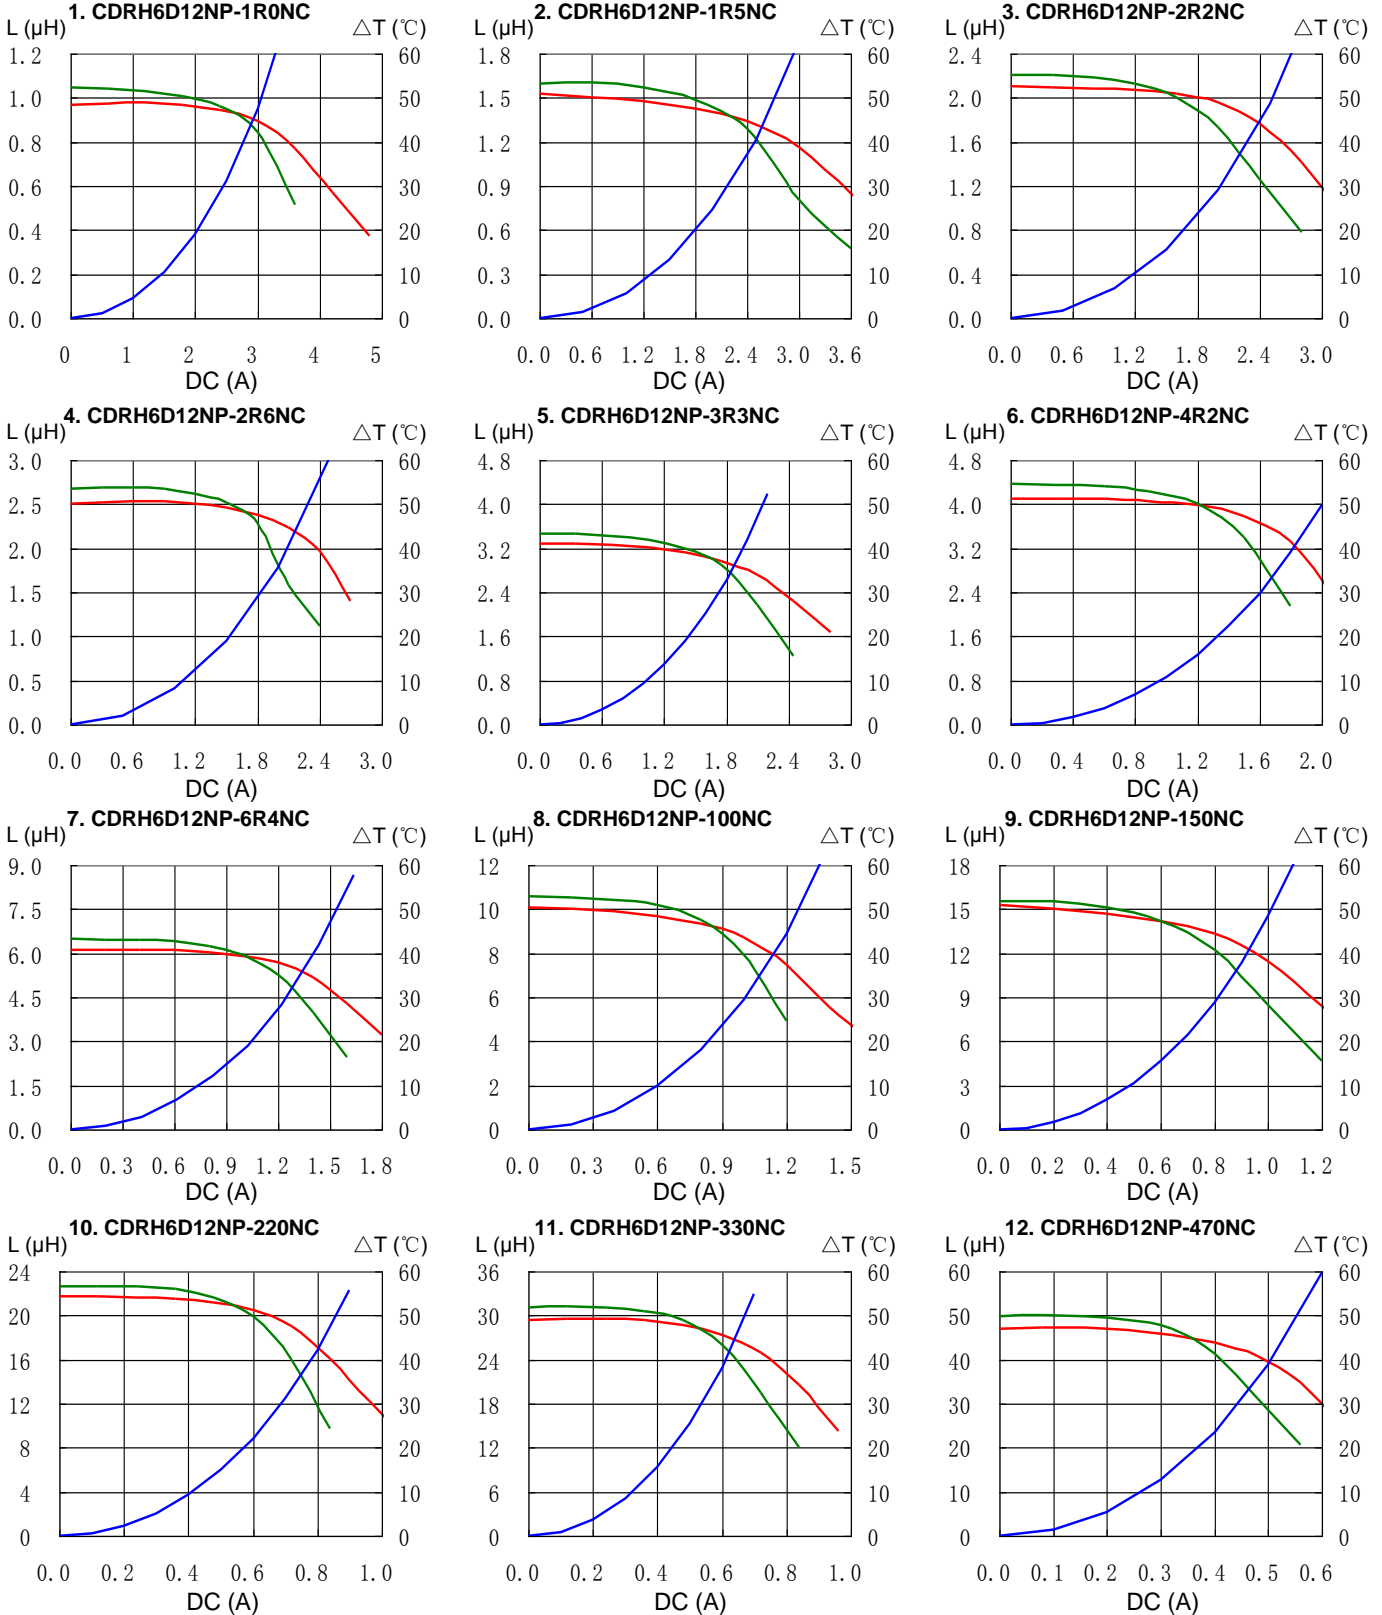 1. CDRH6D12NP-1R0NC
L (µH)
△T (℃)
1.2
1.0
0.8
0.6
0.4
0.2
0.0
60
50
40
30
20
10
0
0 1 2 3 4 5
DC (A)
2. CDRH6D12NP-1R5NC
L (µH)
△T (℃)
1.8
1.5
1.2
0.9
0.6
0.3
0.0
60
50
40
30
20
10
0
0.0 0.6 1.2 1.8 2.4 3.0 3.6
DC (A)
3. CDRH6D12NP-2R2NC
L (µH)
△T (℃)
2.4
2.0
1.6
1.2
0.8
0.4
0.0
60
50
40
30
20
10
0
0.0 0.6 1.2 1.8 2.4 3.0
DC (A)
4. CDRH6D12NP-2R6NC
L (µH)
△T (℃)
3.0
2.5
2.0
1.5
1.0
0.5
0.0
60
50
40
30
20
10
0
0.0 0.6 1.2 1.8 2.4 3.0
DC (A)
5. CDRH6D12NP-3R3NC
L (µH)
△T (℃)
4.8
4.0
3.2
2.4
1.6
0.8
0.0
60
50
40
30
20
10
0
0.0 0.6 1.2 1.8 2.4 3.0
DC (A)
6. CDRH6D12NP-4R2NC
L (µH)
△T (℃)
4.8
4.0
3.2
2.4
1.6
0.8
0.0
60
50
40
30
20
10
0
0.0 0.4 0.8 1.2 1.6 2.0
DC (A)
7. CDRH6D12NP-6R4NC
L (µH)
△T (℃)
9.0
7.5
6.0
4.5
3.0
1.5
0.0
60
50
40
30
20
10
0
0.0 0.3 0.6 0.9 1.2 1.5 1.8
DC (A)
8. CDRH6D12NP-100NC
L (µH)
△T (℃)
12
10
8
6
4
2
0
60
50
40
30
20
10
0
0.0 0.3 0.6 0.9 1.2 1.5
DC (A)
9. CDRH6D12NP-150NC
L (µH)
△T (℃)
18
15
12
9
6
3
0
60
50
40
30
20
10
0
0.0 0.2 0.4 0.6 0.8 1.0 1.2
DC (A)
10. CDRH6D12NP-220NC
L (µH)
△T (℃)
24
20
16
12
8
4
0
60
50
40
30
20
10
0
0.0 0.2 0.4 0.6 0.8 1.0
DC (A)
11. CDRH6D12NP-330NC
L (µH)
△T (℃)
36
30
24
18
12
6
0
60
50
40
30
20
10
0
0.0 0.2 0.4 0.6 0.8 1.0
DC (A)
12. CDRH6D12NP-470NC
L (µH)
△T (℃)
60
50
40
30
20
10
0
60
50
40
30
20
10
0
0.0 0.1 0.2 0.3 0.4 0.5 0.6
DC (A)